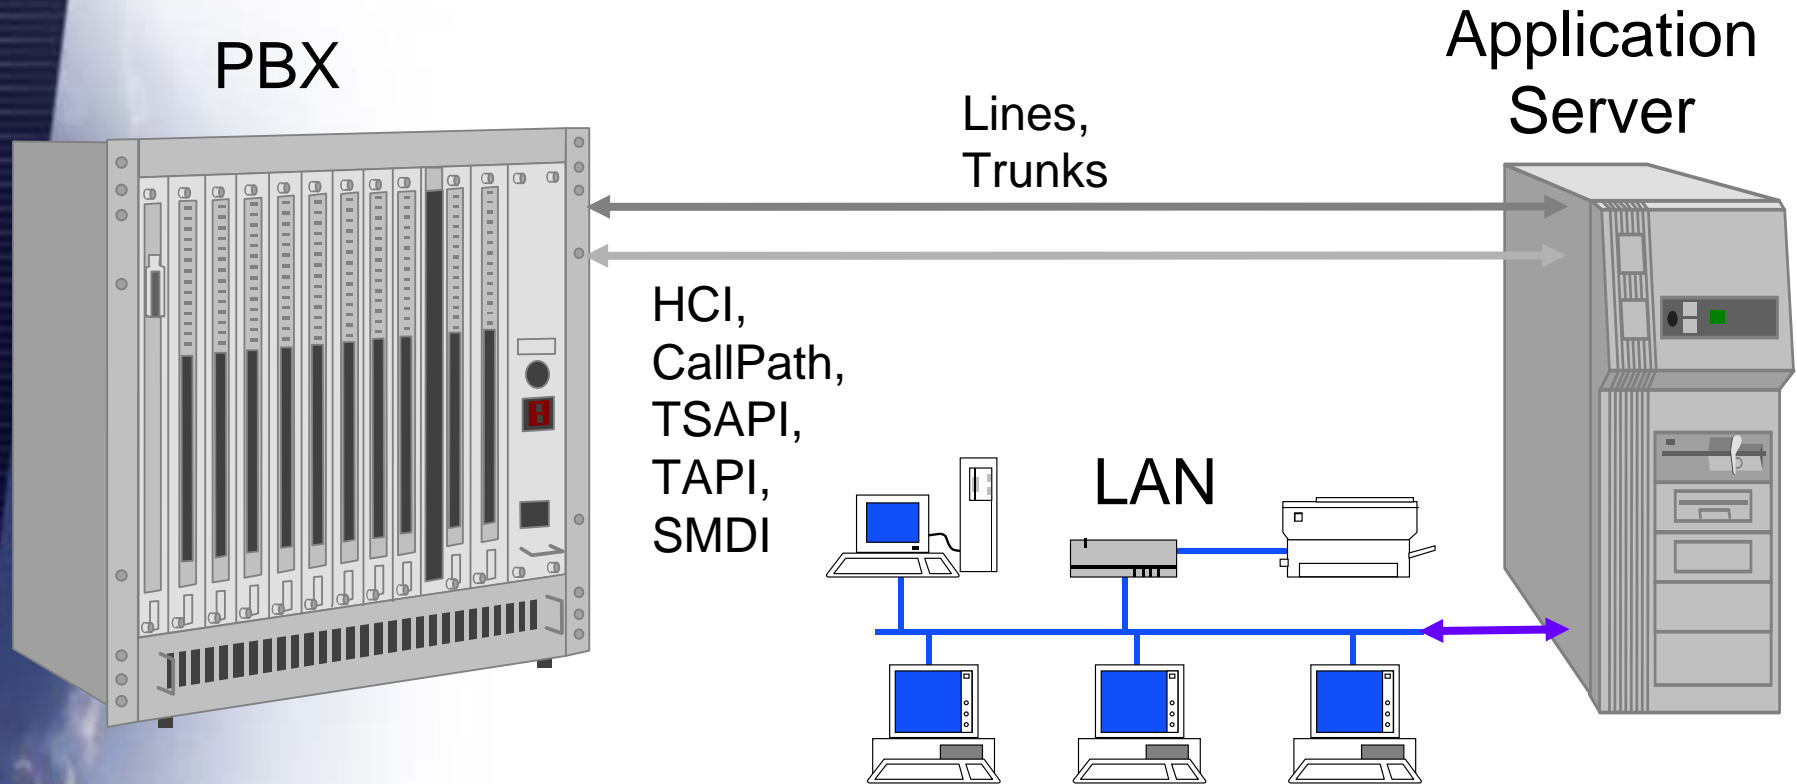 PBX
Application
Server
Lines,
Trunks
HCI,
CallPath,
TSAPI,
TAPI,
SMDI
LAN